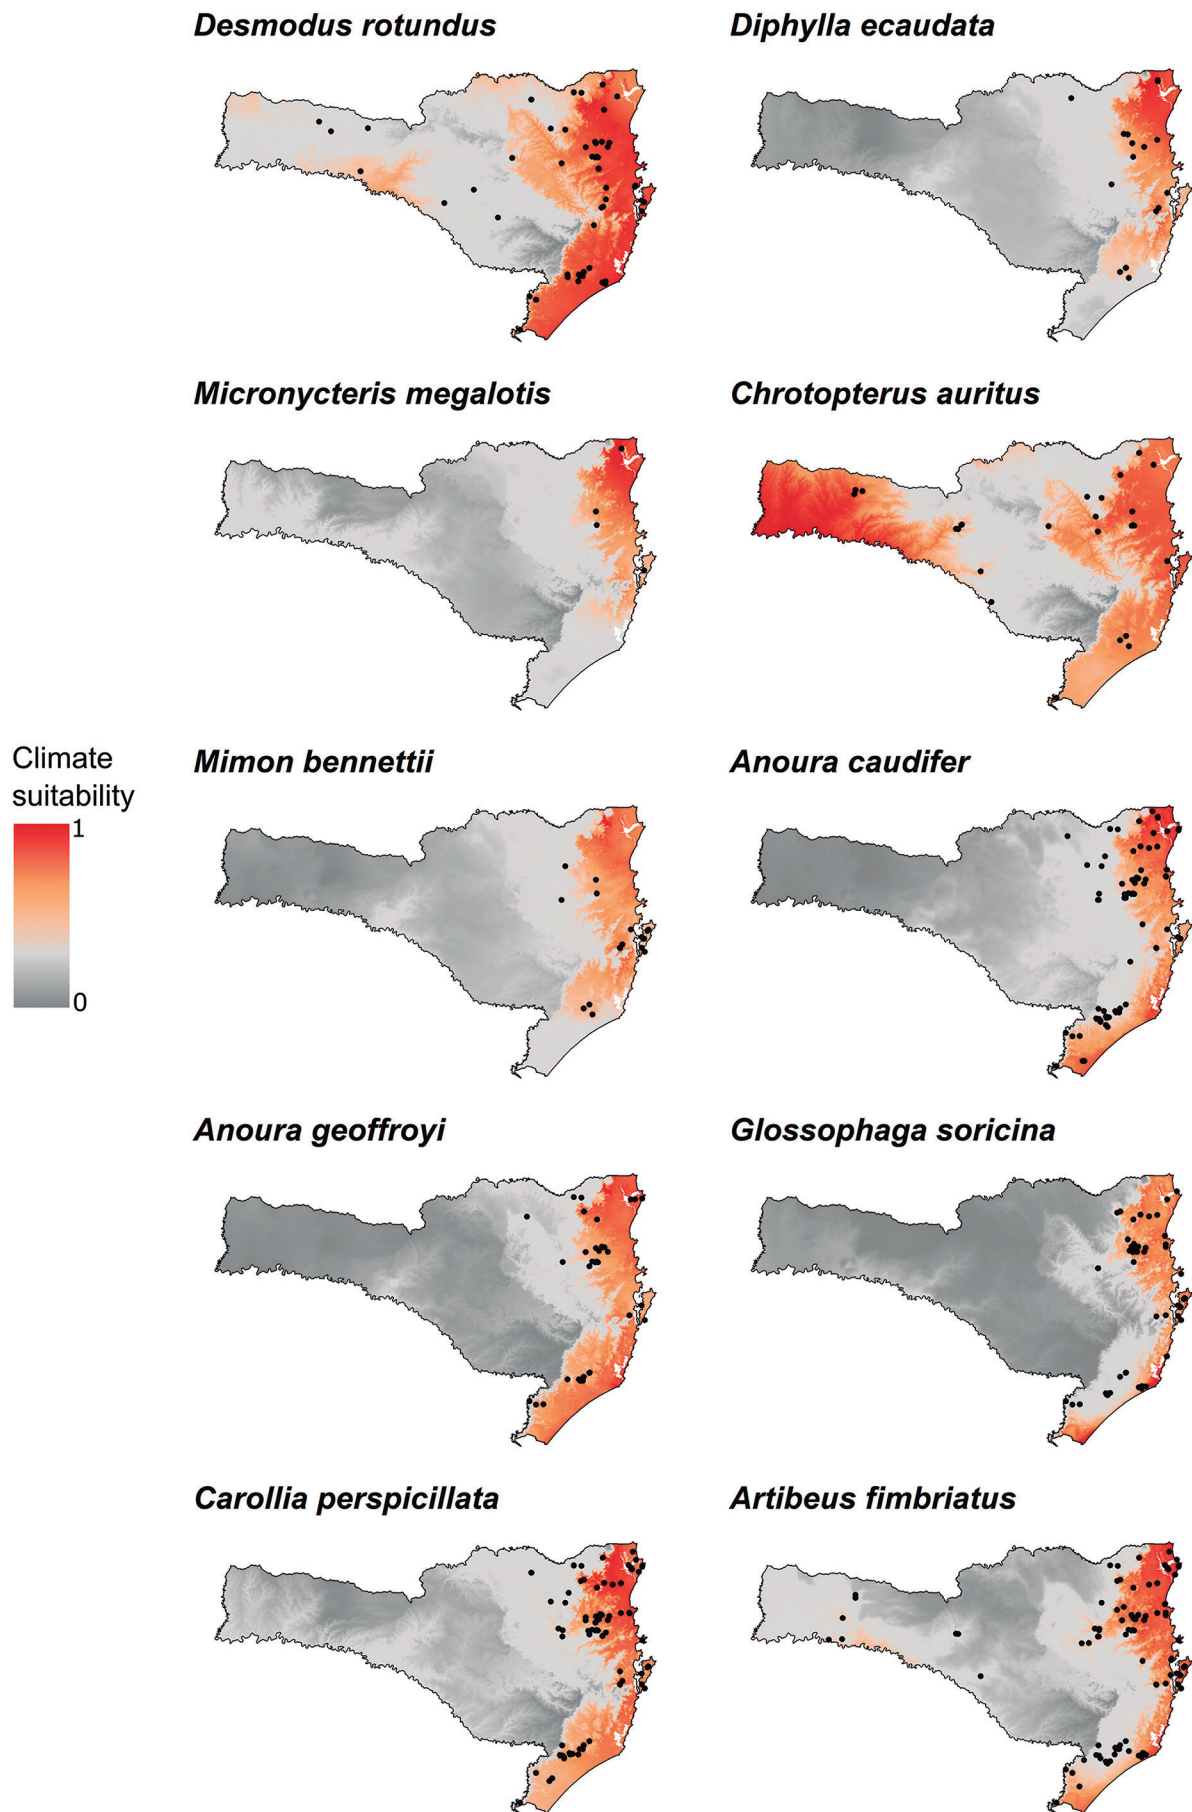 Desmodus rotundus
Diphylla ecaudata
Micronycteris megalotis
Chrotopterus auritus
Climate
suitability
1
0
Mimon bennettii
Anoura caudifer
Anoura geoffroyi
Glossophaga soricina
Carollia perspicillata
Artibeus fimbriatus